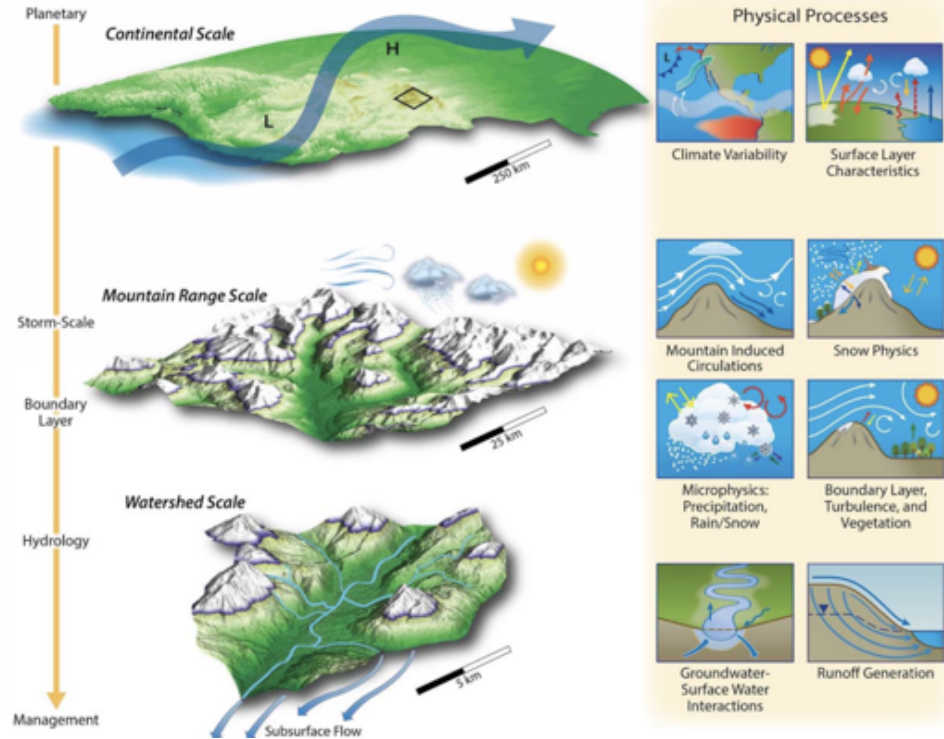 Planetary
Continental Scale
H
L
250 km
Physical Processes
L
Climate Variability
Surface Layer
Characteristics
Mountain Range Scale
Storm-Scale
Boundary
Layer
25 km
Mountain Induced
Circulations
Snow Physics
Microphysics:
Precipitation,
Rain/Snow
Boundary Layer,
Turbulence, and
Vegetation
Watershed Scale
Hydrology
5 km
Management
Subsurface Flow
Groundwater-
Surface Water
Interactions
Runoff Generation